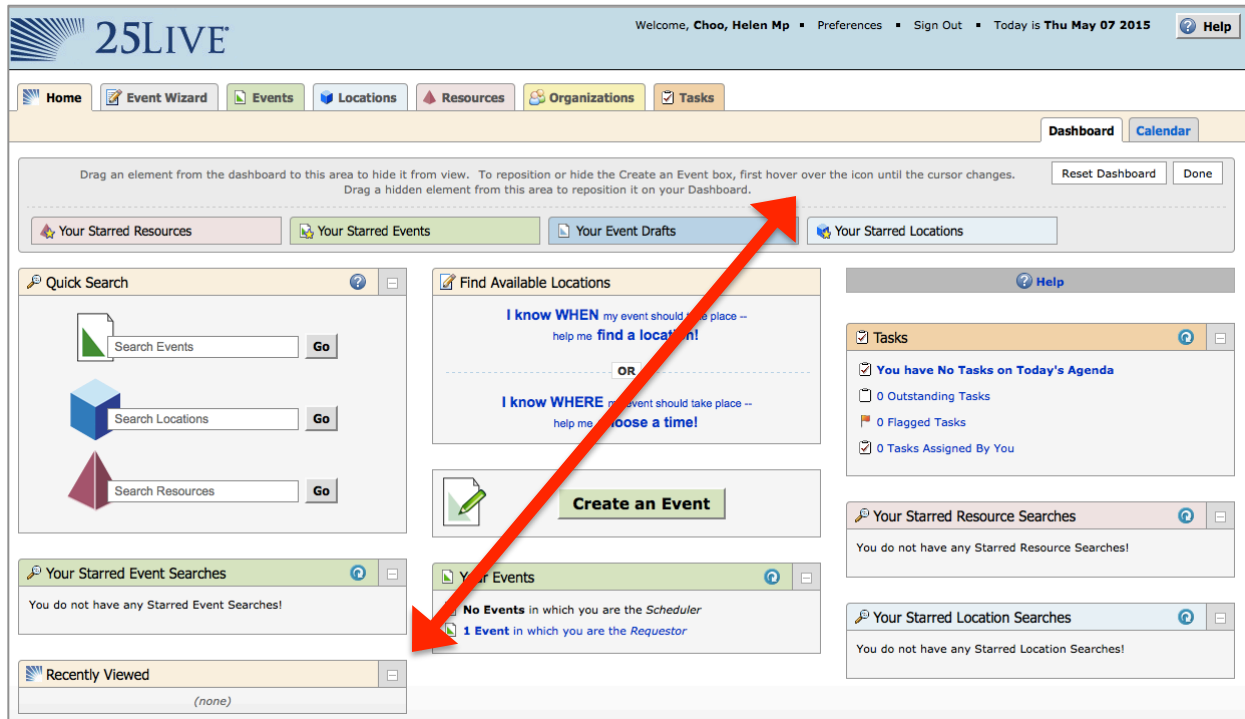 25LIVE
Welcome, Choo, Helen Mp ▪ Preferences ▪ Sign Out ▪ Today is Thu May 07 2015
Help
Home
Event Wizard
Events
Locations
Resources
Organizations
Tasks
Dashboard
Calendar
Drag an element from the dashboard to this area to hide it from view. To reposition or hide the Create an Event box, first hover over the icon until the cursor changes.
Drag a hidden element from this area to reposition it on your Dashboard.
Reset Dashboard
Done
Your Starred Resources
Your Starred Events
Your Event Drafts
Your Starred Locations
Quick Search
Search Events
Go
Search Locations
Go
Search Resources
Go
Your Starred Event Searches
You do not have any Starred Event Searches!
Recently Viewed
(none)
Find Available Locations
I know WHEN my event should take place --
help me find a location!
OR
I know WHERE my event should take place --
help me choose a time!
Create an Event
Your Events
No Events in which you are the Scheduler
1 Event in which you are the Requestor
Help
Tasks
You have No Tasks on Today's Agenda
0 Outstanding Tasks
0 Flagged Tasks
0 Tasks Assigned By You
Your Starred Resource Searches
You do not have any Starred Resource Searches!
Your Starred Location Searches
You do not have any Starred Location Searches!